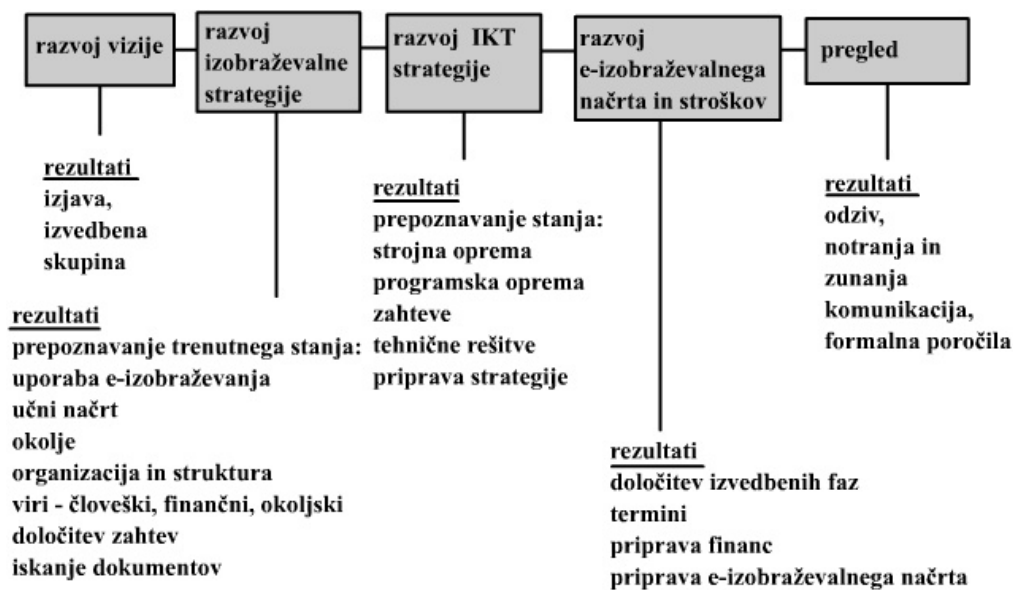 razvoj vizije
razvoj
izobraževalne
strategije
razvoj IKT
strategije
razvoj
e-izobraževalnega
načrta in stroškov
pregled
rezultati
izjava,
izvedbena
skupina
rezultati
prepoznavanje trenutnega stanja:
uporaba e-izobraževanja
učni načrt
okolje
organizacija in struktura
viri - človeški, finančni, okoljski
določitev zahtev
iskanje dokumentov
rezultati
prepoznavanje stanja:
strojna oprema
programska oprema
zahteve
tehnične rešitve
priprava strategije
rezultati
določitev izvedbenih faz
termini
priprava financ
priprava e-izobraževalnega načrta
rezultati
odziv,
notranja in
zunanja
komunikacija,
formalna poročila